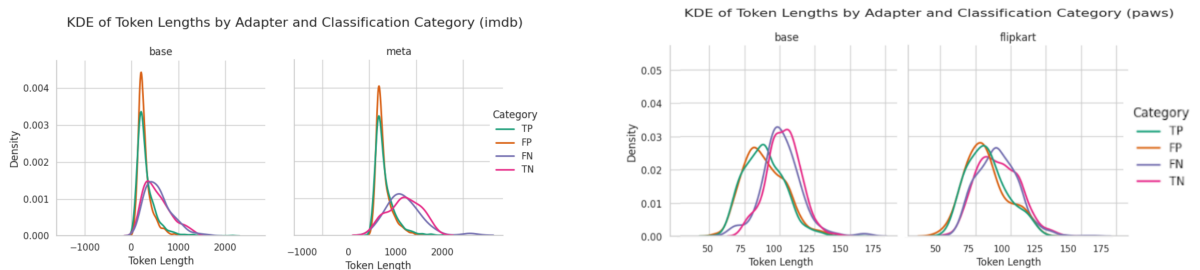 KDE of Token Lengths by Adapter and Classification Category (imdb)
base
meta
0.004
0.003
0.002
0.001
0.000
Density
−1000
0
1000
2000
Token Length
−1000
0
1000
2000
Token Length
Category
TP
FP
FN
TN
KDE of Token Lengths by Adapter and Classification Category (paws)
base
flipkart
0.05
0.04
0.03
0.02
0.01
0.00
Density
50
75
100
125
150
175
Token Length
50
75
100
125
150
175
Token Length
Category
TP
FP
FN
TN